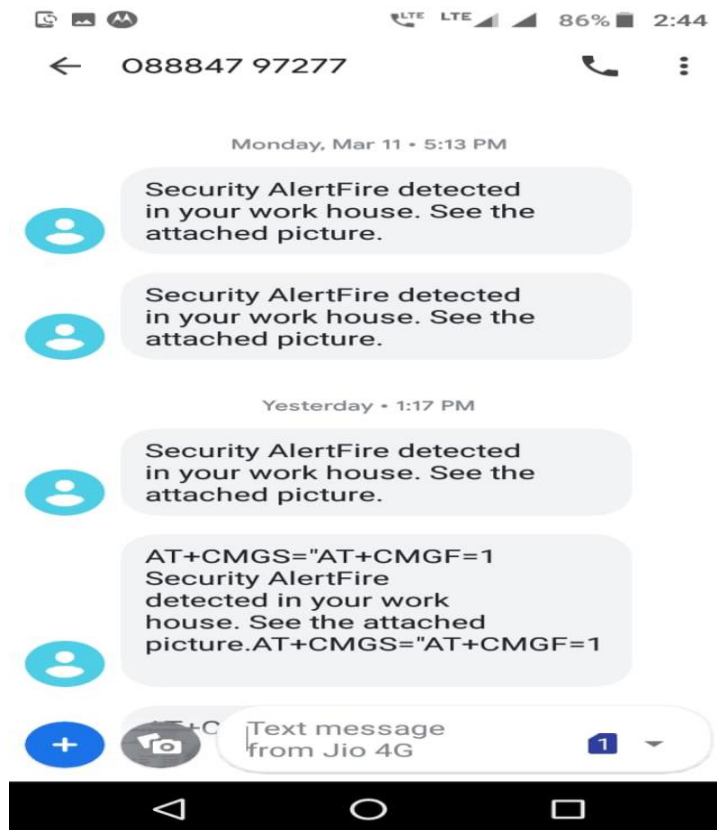 LTE LTE 86% 2:44
088847 97277
Monday, Mar 11 • 5:13 PM
Security AlertFire detected
in your work house. See the
attached picture.
Security AlertFire detected
in your work house. See the
attached picture.
Yesterday • 1:17 PM
Security AlertFire detected
in your work house. See the
attached picture.
AT+CMGS="AT+CMGF=1
Security AlertFire
detected in your work
house. See the attached
picture.AT+CMGS="AT+CMGF=1
Text message
from Jio 4G
1